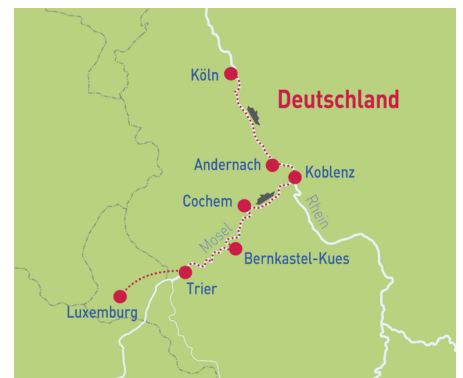 Köln
Deutschland
Andernach
Koblenz
Cochem
Rhein
Mosel
Bernkastel-Kues
Trier
Luxemburg